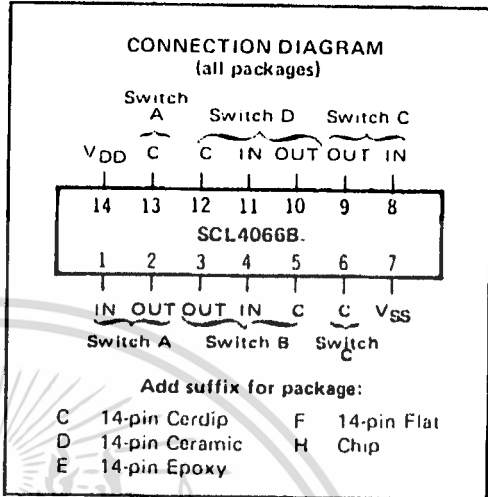 CONNECTION DIAGRAM
(all packages)
Switch A Switch D Switch C
VDD C C IN OUT OUT IN
14 13 12 11 10 9 8
SCL4066B.
1 2 3 4 5 6 7
IN OUT OUT IN C C VSS
Switch A Switch B Switch C
Add suffix for package:
C 14-pin Cerdip F 14-pin Flat
D 14-pin Ceramic H Chip
E 14-pin Epoxy